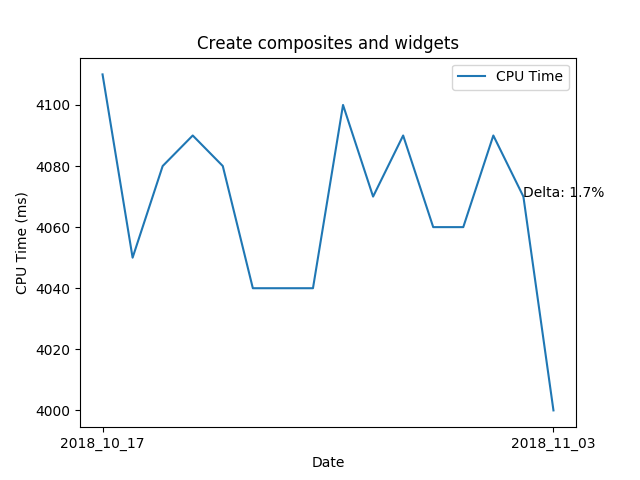 Create composites and widgets
CPU Time
4100
4080
4060
4040
4020
4000
CPU Time (ms)
Delta: 1.7%
2018_10_17
2018_11_03
Date